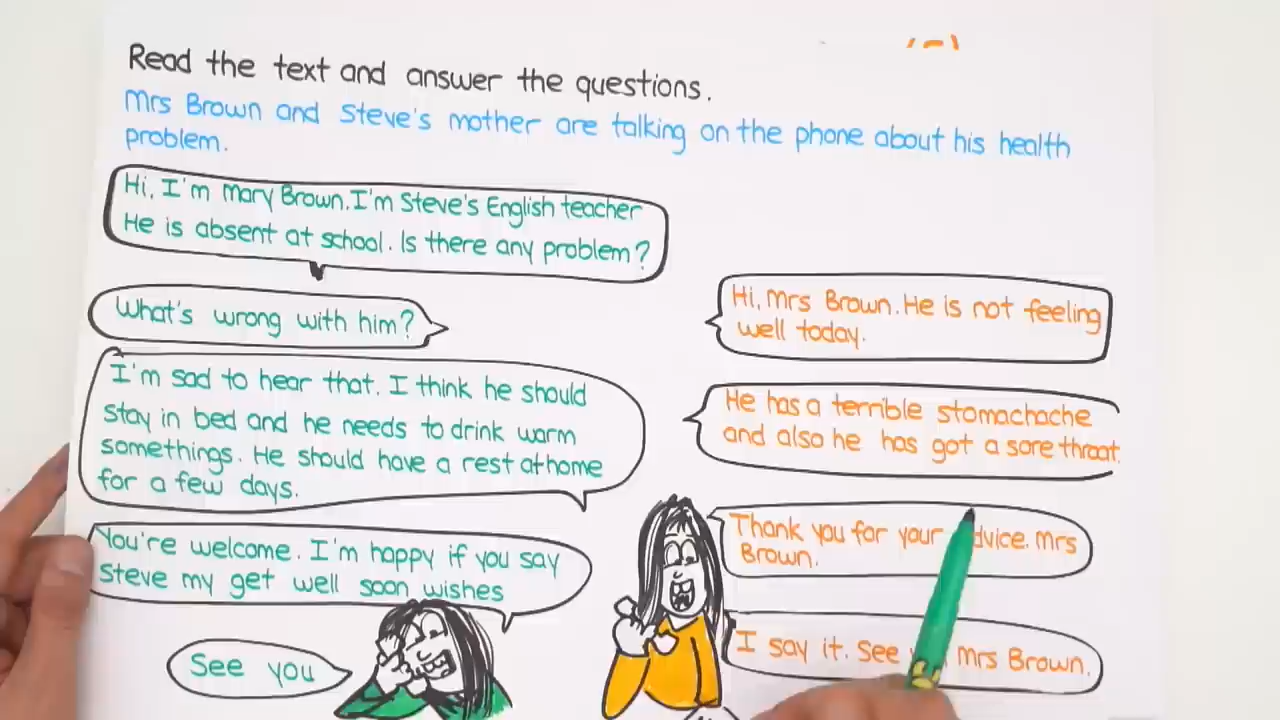 Read the text and answer the questions.
Mrs Brown and Steve's mother are talking on the phone about his health
problem.
Hi, I'm Mary Brown. I'm Steve's English teacher
He is absent at school. Is there any problem?
Hi, Mrs Brown. He is not feeling
well today.
What's wrong with him?
He has a terrible stomachache
and also he has got a sore throat.
I'm sad to hear that. I think he should
stay in bed and he needs to drink warm
somethings. He should have a rest at home
for a few days.
Thank you for your dvice. Mrs
Brown.
You're welcome. I'm happy if you say
Steve my get well soon wishes
I say it. See Mrs Brown.
See you